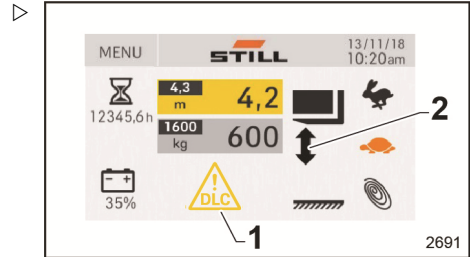 MENU STILL 13/11/18
10:20am
4,3 m 4,2
12345,6 h
1600 kg 600
2
- +
35%
DLC
1
2691